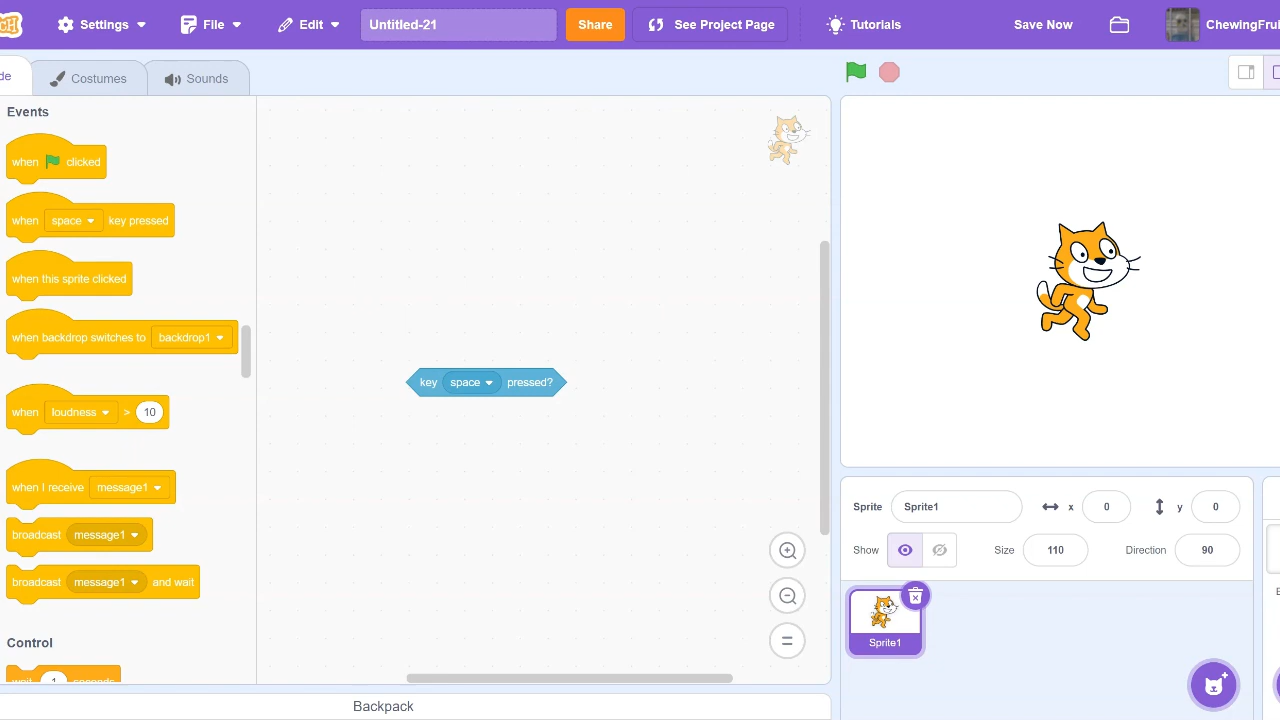 Settings File Edit Untitled-21 Share See Project Page Tutorials Save Now
Costumes Sounds
Events
when clicked
when space key pressed
when this sprite clicked
when backdrop switches to backdrop1
when loudness > 10
when I receive message1
broadcast message1
broadcast message1 and wait
Control
wait 1 seconds
key space pressed?
Backpack
Sprite Sprite1 x 0 y 0
Show Size 110 Direction 90
Sprite1